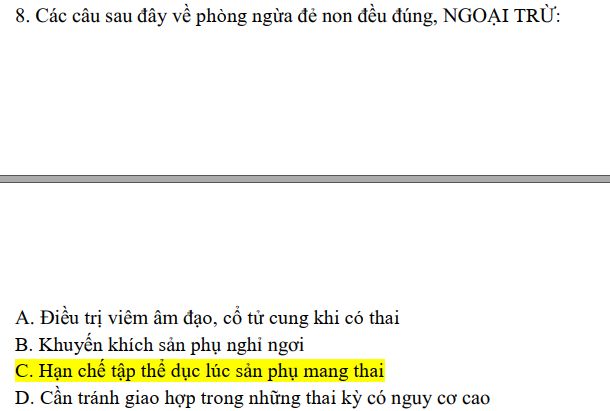 8. Các câu sau đây về phòng ngừa đẻ non đều đúng, NGOẠI TRỪ:
A. Điều trị viêm âm đạo, cổ tử cung khi có thai
B. Khuyến khích sản phụ nghỉ ngơi
C. Hạn chế tập thể dục lúc sản phụ mang thai
D. Cần tránh giao hợp trong những thai kỳ có nguy cơ cao